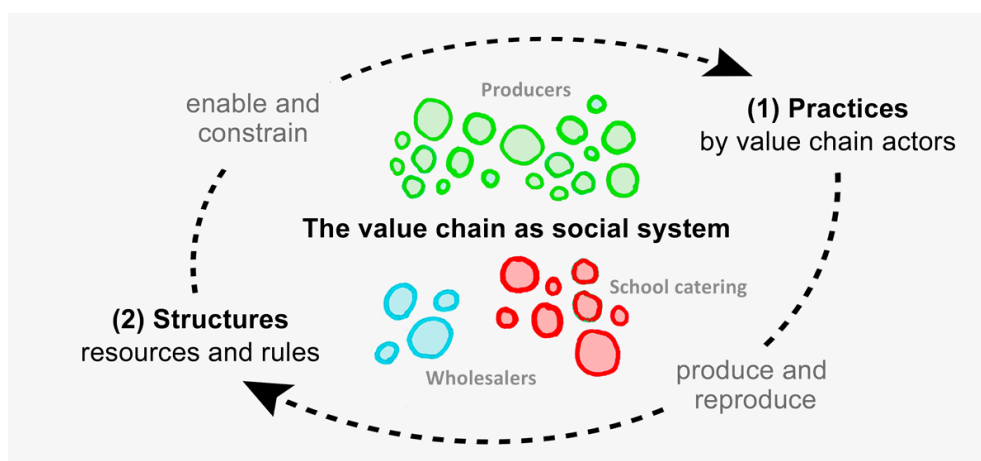 Producers
enable and
constrain
(1) Practices
by value chain actors
The value chain as social system
School catering
(2) Structures
resources and rules
Wholesalers
produce and
reproduce